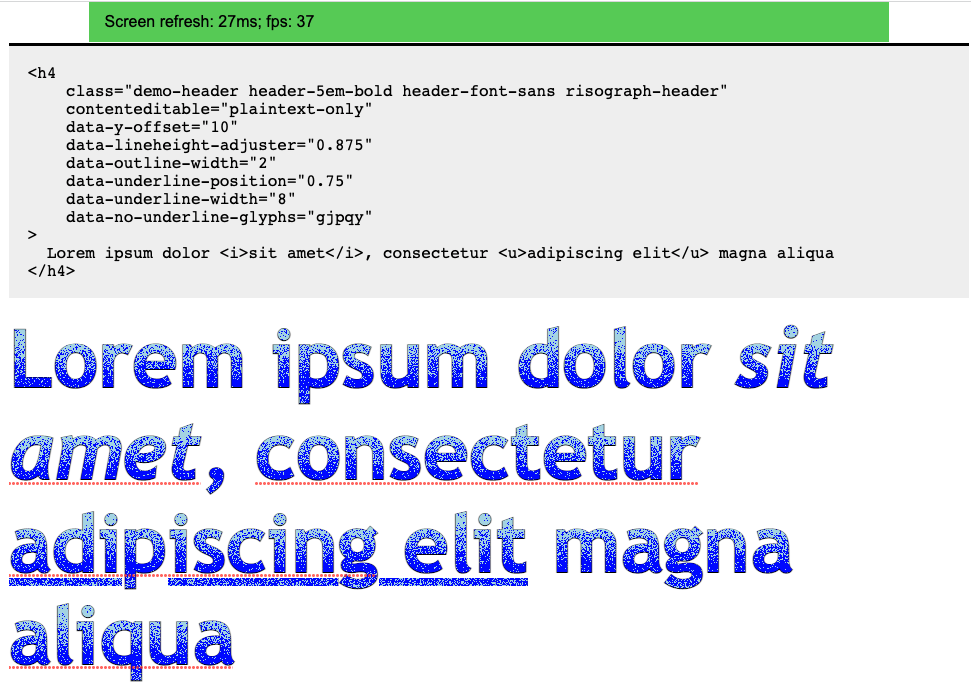 Screen refresh: 27ms; fps: 37
<h4
class="demo-header header-5em-bold header-font-sans risograph-header"
contenteditable="plaintext-only"
data-y-offset="10"
data-lineheight-adjuster="0.875"
data-outline-width="2"
data-underline-position="0.75"
data-underline-width="8"
data-no-underline-glyphs="gjpqy"
>
Lorem ipsum dolor <i>sit amet</i>, consectetur <u>adipiscing elit</u> magna aliqua
</h4>
Lorem ipsum dolor sit
amet, consectetur
adipiscing elit magna
aliqua